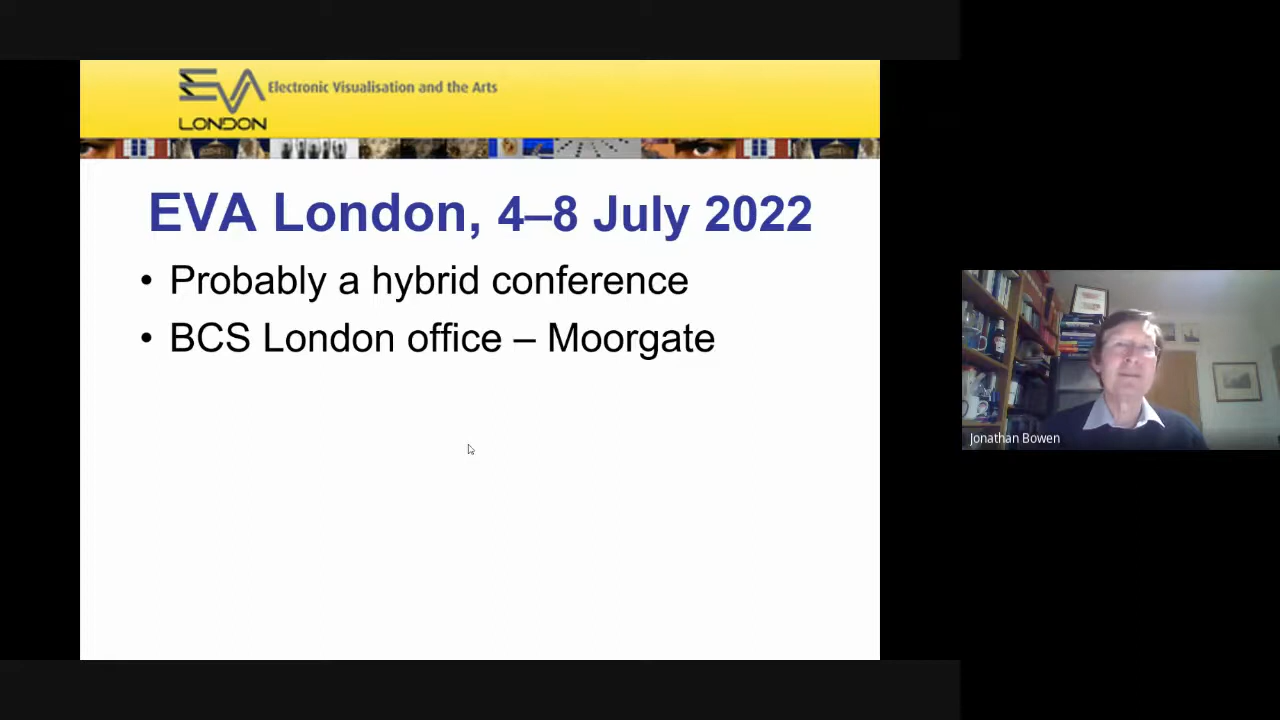 EVA Electronic Visualisation and the Arts
LONDON
EVA London, 4–8 July 2022
• Probably a hybrid conference
• BCS London office – Moorgate
Jonathan Bowen